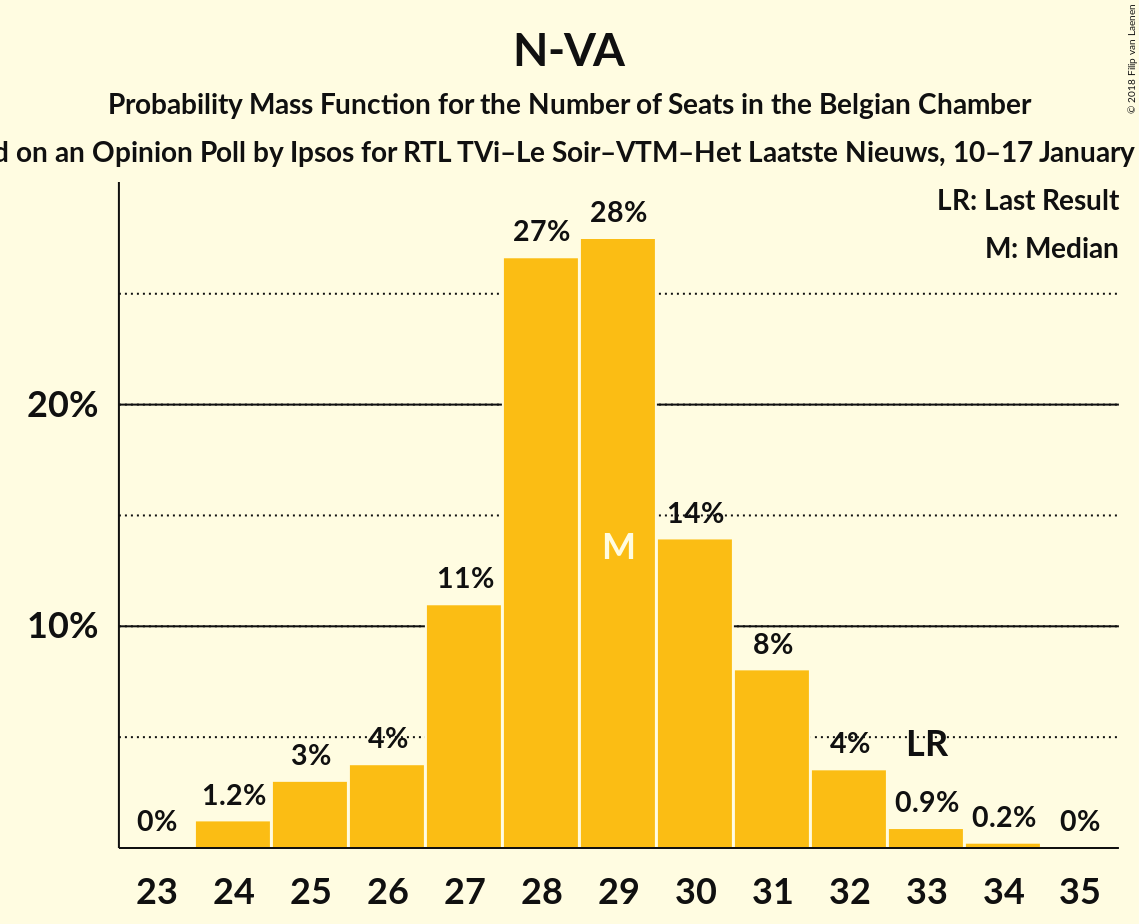 N-VA
Probability Mass Function for the Number of Seats in the Belgian Chamber
on an Opinion Poll by Ipsos for RTL TVi–Le Soir–VTM–Het Laatste Nieuws, 10–17 January
© 2018 Filip van Laenen
LR: Last Result
M: Median
20%
10%
0%
1.2%
3%
4%
11%
27%
28%
M
14%
8%
4%
LR
0.9%
0.2%
0%
23 24 25 26 27 28 29 30 31 32 33 34 35